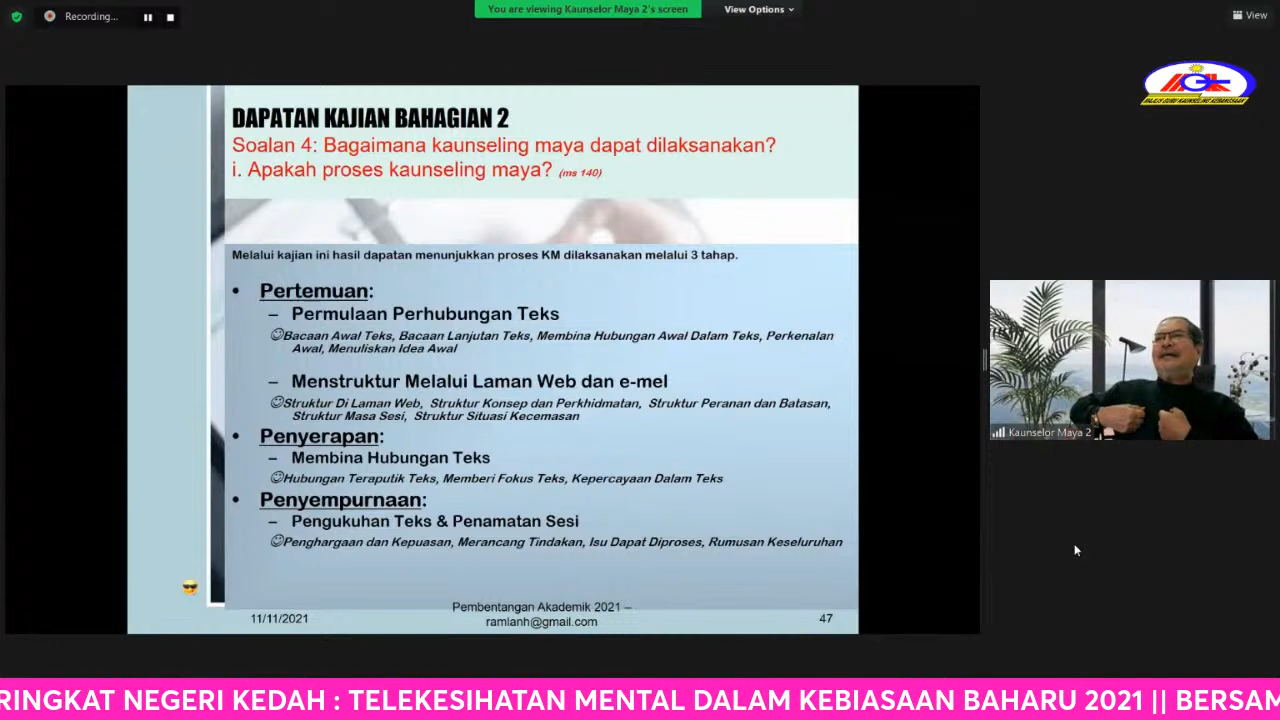 Recording...
You are viewing Kaunselor Maya 2's screen
View Options
View
MAJLIS GURU KAUNSELING KEBANGSAAN
DAPATAN KAJIAN BAHAGIAN 2
Soalan 4: Bagaimana kaunseling maya dapat dilaksanakan?
i. Apakah proses kaunseling maya? (ms 140)
Melalui kajian ini hasil dapatan menunjukkan proses KM dilaksanakan melalui 3 tahap.
• Pertemuan:
– Permulaan Perhubungan Teks
☺Bacaan Awal Teks, Bacaan Lanjutan Teks, Membina Hubungan Awal Dalam Teks, Perkenalan
Awal, Menuliskan Idea Awal
– Menstruktur Melalui Laman Web dan e-mel
☺Struktur Di Laman Web, Struktur Konsep dan Perkhidmatan, Struktur Peranan dan Batasan,
Struktur Masa Sesi, Struktur Situasi Kecemasan
• Penyerapan:
– Membina Hubungan Teks
☺Hubungan Teraputik Teks, Memberi Fokus Teks, Kepercayaan Dalam Teks
• Penyempurnaan:
– Pengukuhan Teks & Penamatan Sesi
☺Penghargaan dan Kepuasan, Merancang Tindakan, Isu Dapat Diproses, Rumusan Keseluruhan
11/11/2021
Pembentangan Akademik 2021 –
ramlanh@gmail.com
47
Kaunselor Maya 2
RINGKAT NEGERI KEDAH : TELEKESIHATAN MENTAL DALAM KEBIASAAN BAHARU 2021 || BERSAM